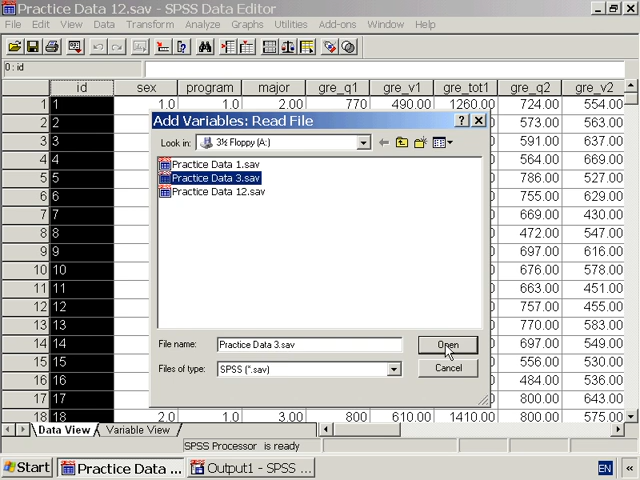 Practice Data 12.sav - SPSS Data Editor
File Edit View Data Transform Analyze Graphs Utilities Add-ons Window Help
0 : id
id sex program major gre_q1 gre_v1 gre_tot1 gre_q2 gre_v2
1 1 1.0 1.0 2.00 770 490.00 1260.00 724.00 554.00
Add Variables: Read File
Look in: 3½ Floppy (A:)
Practice Data 1.sav
Practice Data 3.sav
Practice Data 12.sav
File name: Practice Data 3.sav Open
Files of type: SPSS (*.sav) Cancel
2 2 573.00 563.00
3 3 591.00 637.00
4 4 564.00 669.00
5 5 786.00 527.00
6 6 755.00 629.00
7 7 669.00 430.00
8 8 472.00 547.00
9 9 697.00 616.00
10 10 676.00 578.00
11 11 663.00 451.00
12 12 757.00 455.00
13 13 770.00 583.00
14 14 697.00 549.00
15 15 556.00 530.00
16 16 484.00 536.00
17 17 800.00 643.00
18 18 2.0 1.0 3.00 800 610.00 1410.00 800.00 575.00
Data View Variable View
SPSS Processor is ready
Start Practice Data ... Output1 - SPSS ... EN «